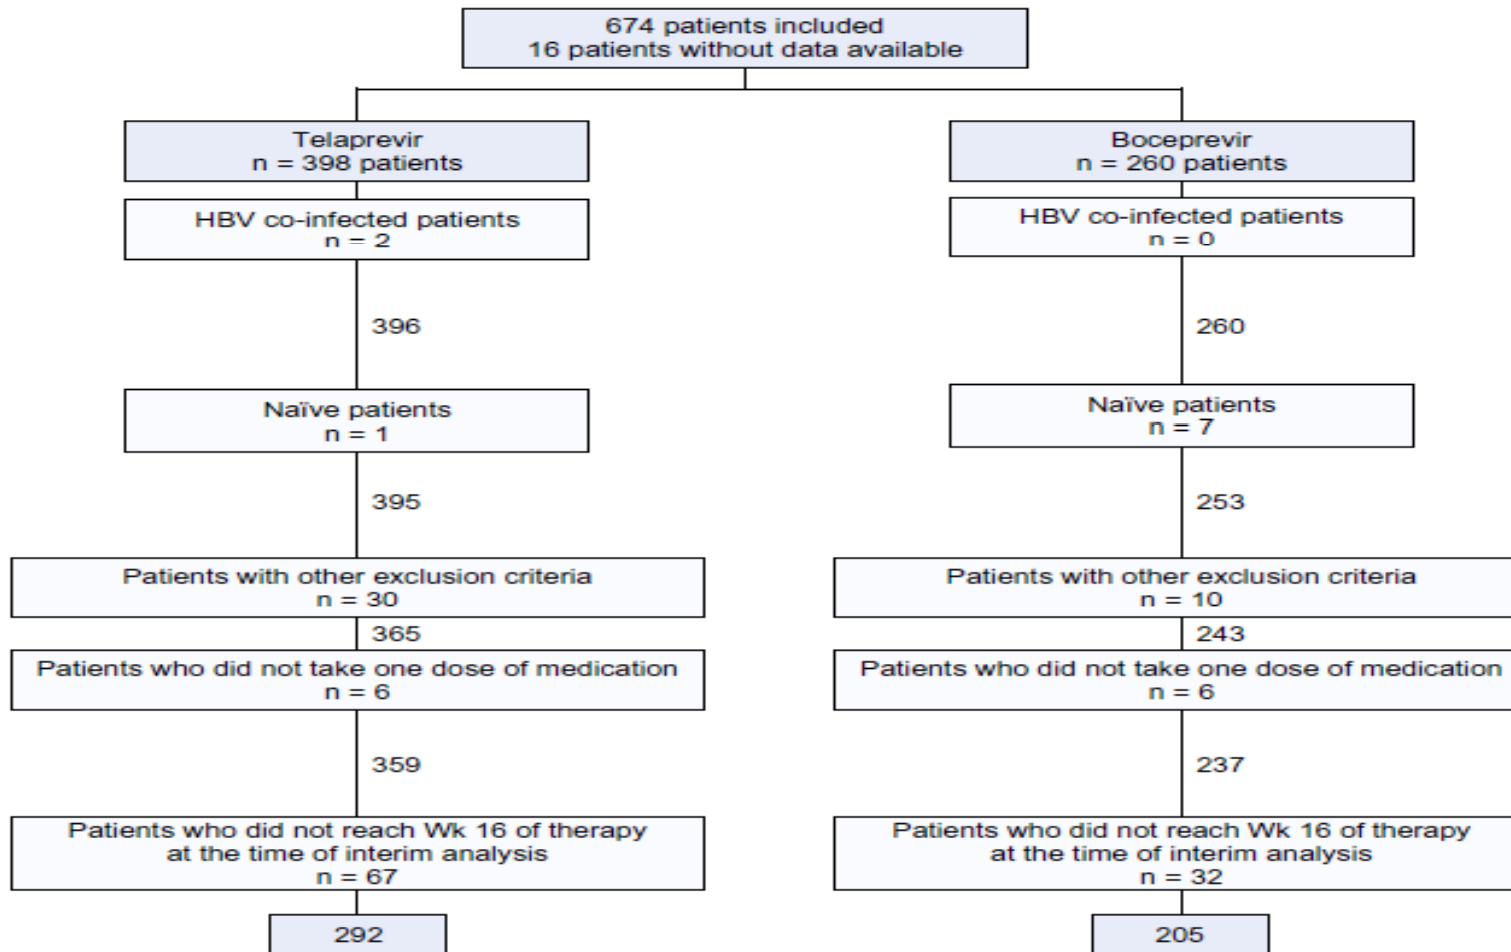 674 patients included
16 patients without data available
Telaprevir
n = 398 patients
Boceprevir
n = 260 patients
HBV co-infected patients
n = 2
HBV co-infected patients
n = 0
396
260
Naïve patients
n = 1
Naïve patients
n = 7
395
253
Patients with other exclusion criteria
n = 30
Patients with other exclusion criteria
n = 10
365
243
Patients who did not take one dose of medication
n = 6
Patients who did not take one dose of medication
n = 6
359
237
Patients who did not reach Wk 16 of therapy
at the time of interim analysis
n = 67
Patients who did not reach Wk 16 of therapy
at the time of interim analysis
n = 32
292
205